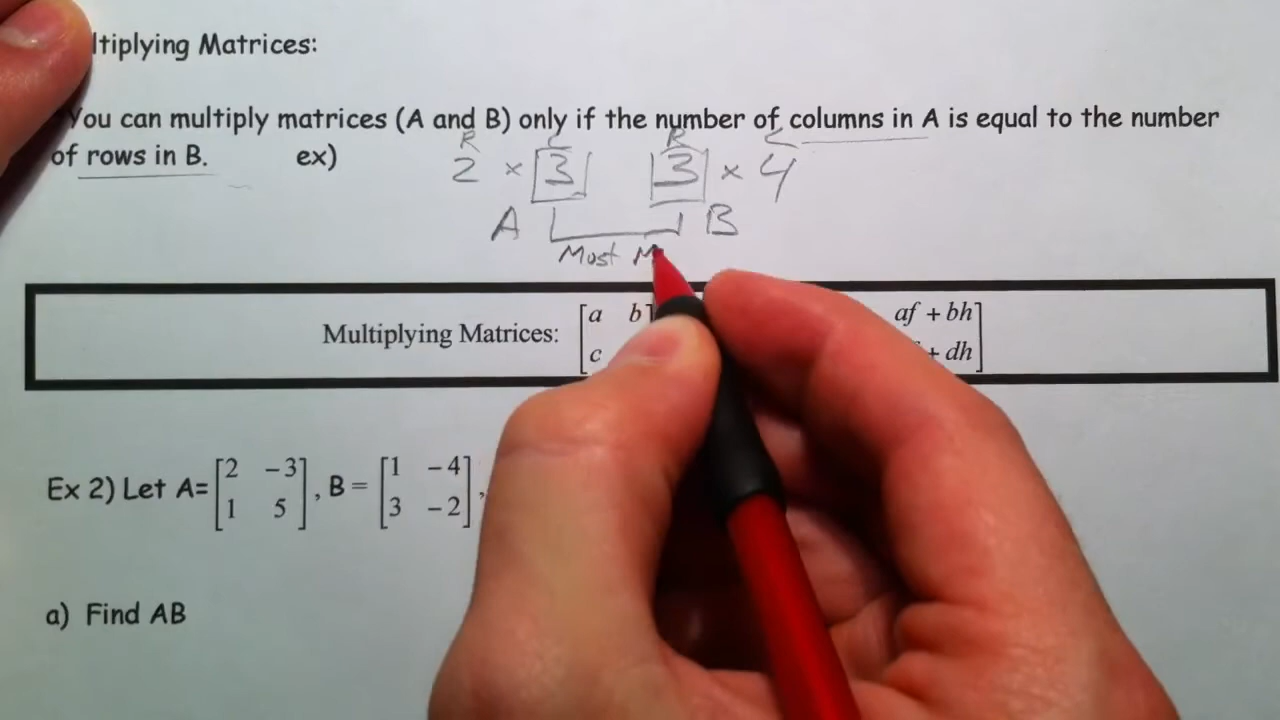 ltiplying Matrices:
You can multiply matrices (A and B) only if the number of columns in A is equal to the number
of rows in B. ex)
R C R C
2 × 3 3 × 4
A B
Must M
Multiplying Matrices: [a b af + bh]
c + dh]
Ex 2) Let A= [2 -3], B = [1 -4],
[1 5] [3 -2]
a) Find AB